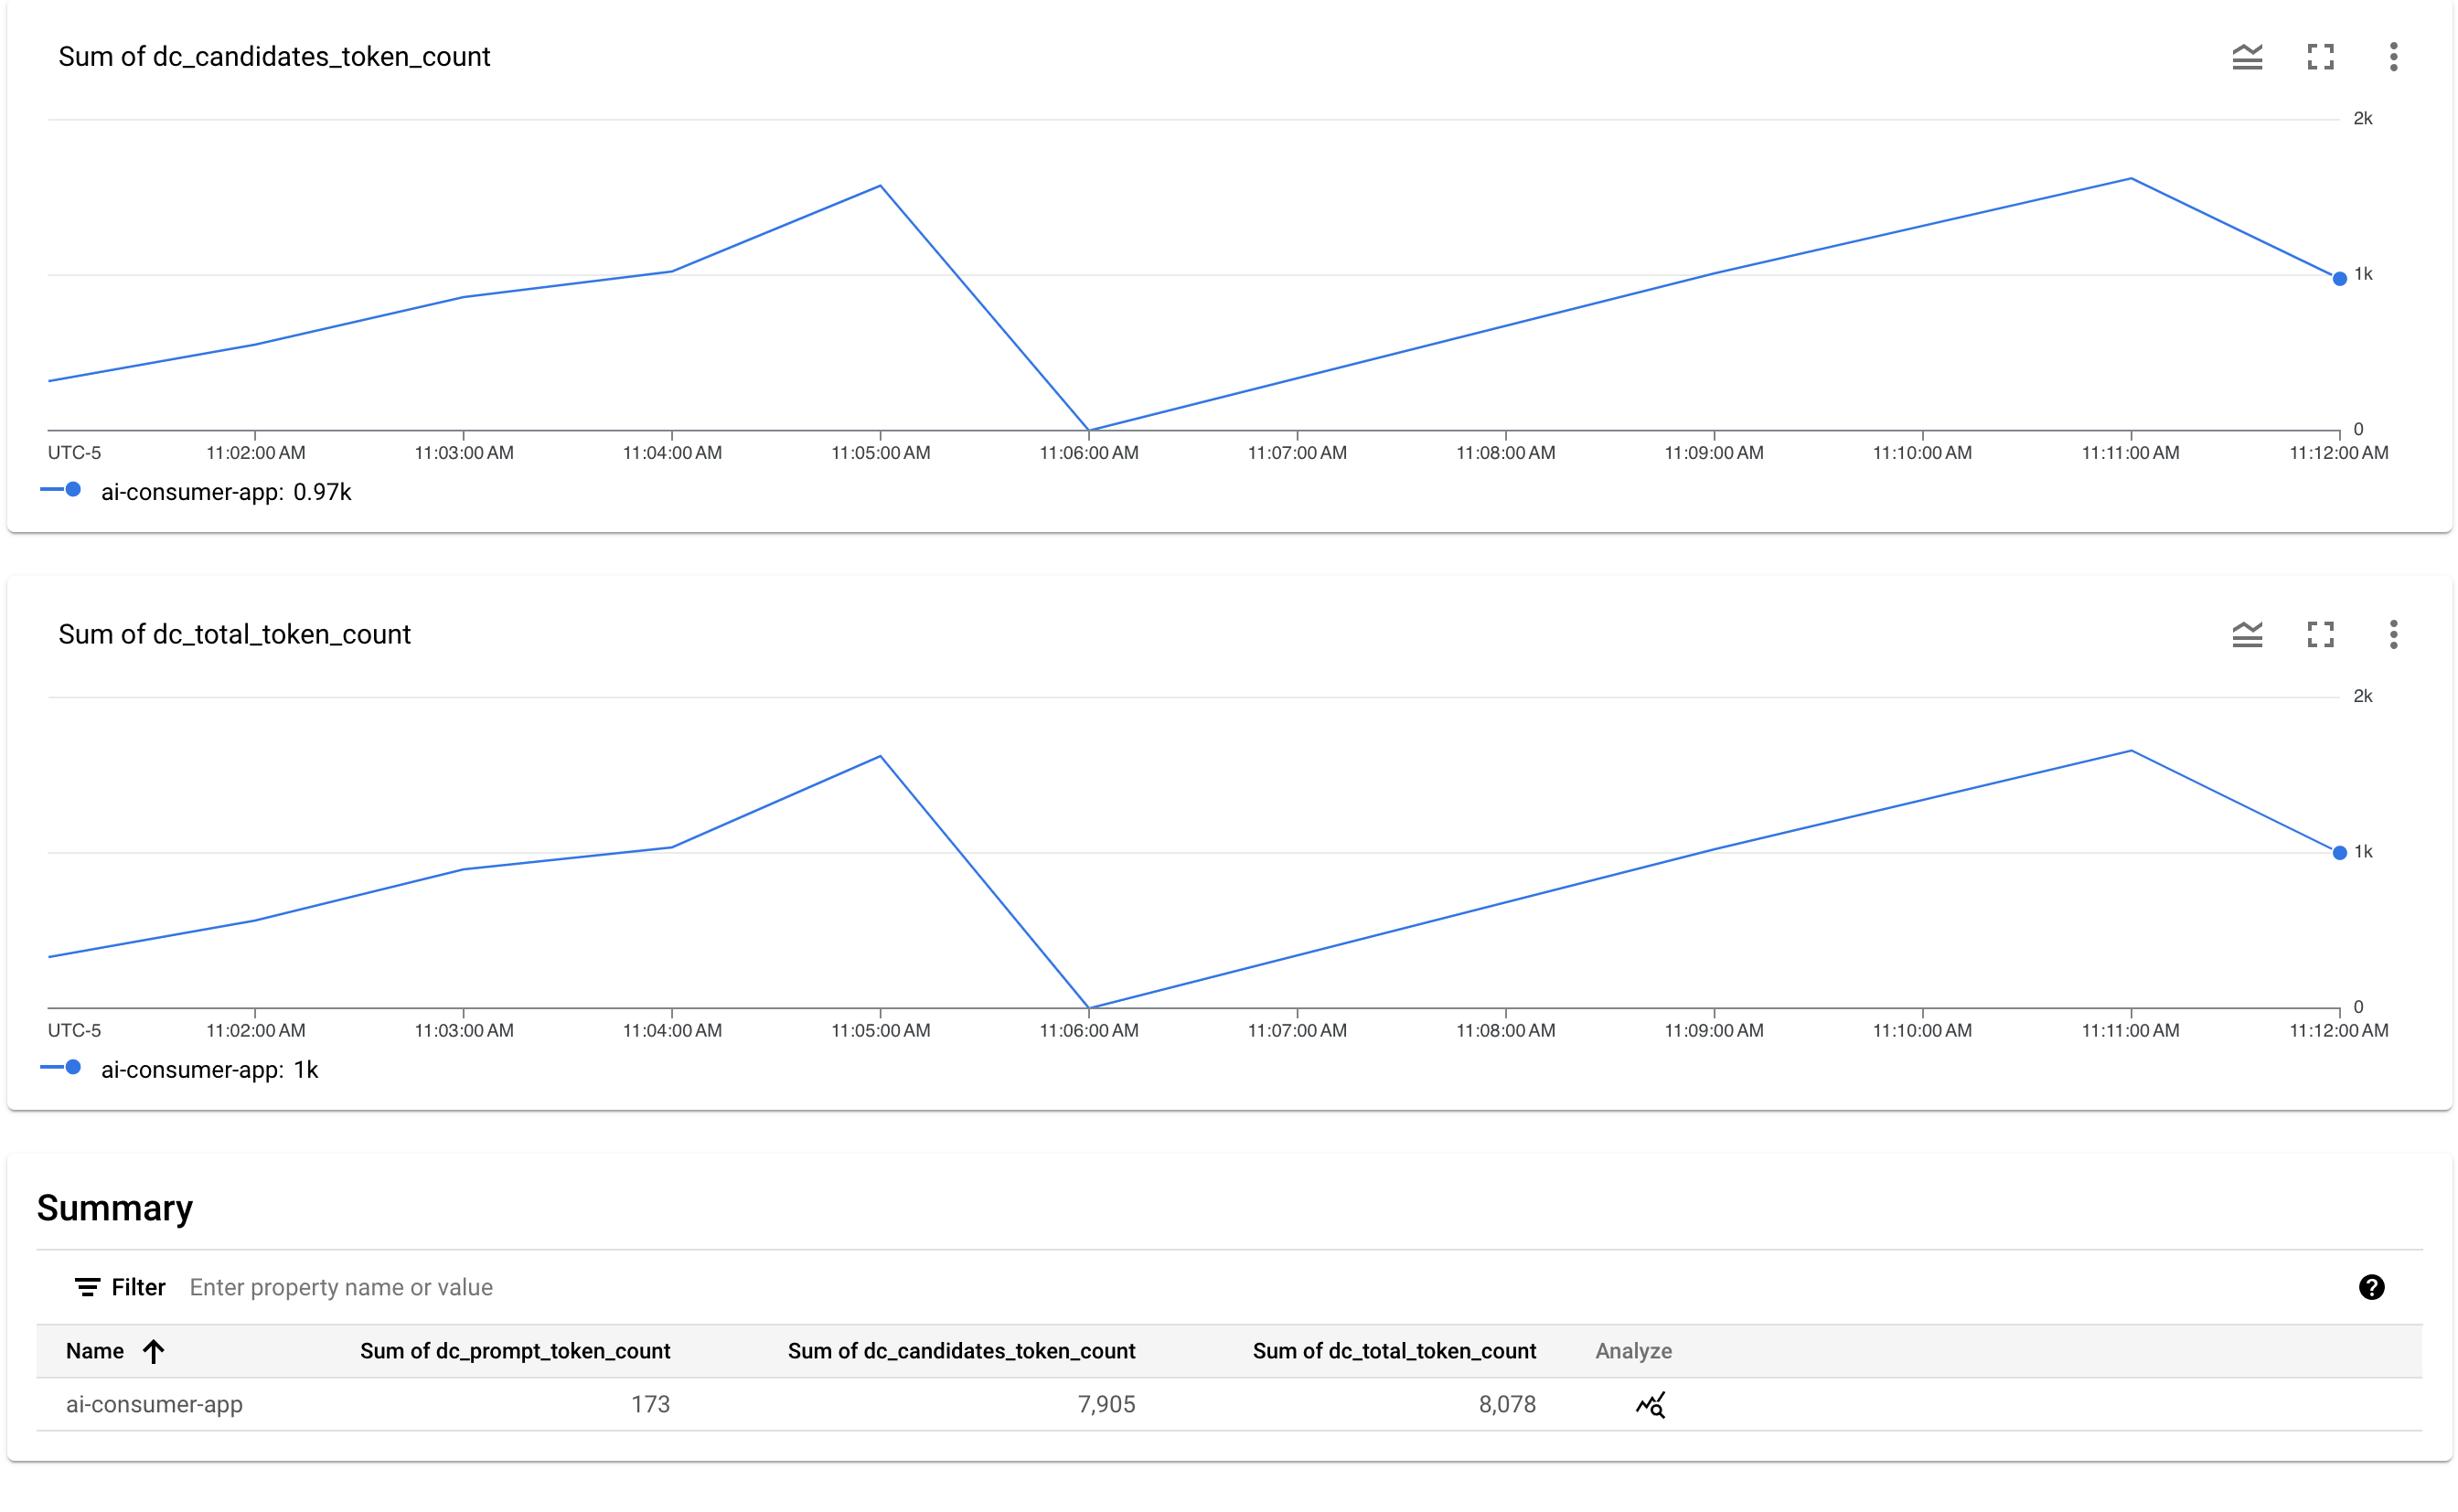 Sum of dc_candidates_token_count
2k
1k
0
UTC-5 11:02:00 AM 11:03:00 AM 11:04:00 AM 11:05:00 AM 11:06:00 AM 11:07:00 AM 11:08:00 AM 11:09:00 AM 11:10:00 AM 11:11:00 AM 11:12:00 AM
ai-consumer-app: 0.97k
Sum of dc_total_token_count
2k
1k
0
UTC-5 11:02:00 AM 11:03:00 AM 11:04:00 AM 11:05:00 AM 11:06:00 AM 11:07:00 AM 11:08:00 AM 11:09:00 AM 11:10:00 AM 11:11:00 AM 11:12:00 AM
ai-consumer-app: 1k
Summary
Filter Enter property name or value ?
Name Sum of dc_prompt_token_count Sum of dc_candidates_token_count Sum of dc_total_token_count Analyze
ai-consumer-app 173 7,905 8,078